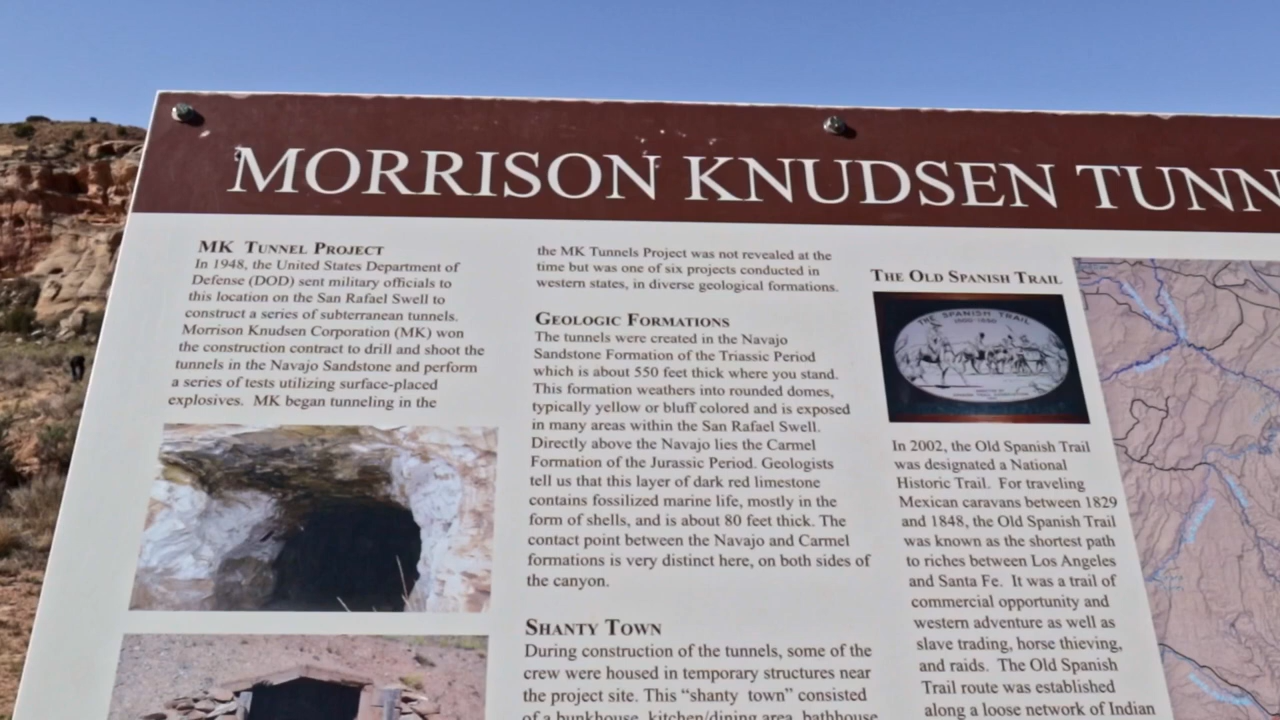 MORRISON KNUDSEN TUNN
MK TUNNEL PROJECT
In 1948, the United States Department of
Defense (DOD) sent military officials to
this location on the San Rafael Swell to
construct a series of subterranean tunnels.
Morrison Knudsen Corporation (MK) won
the construction contract to drill and shoot the
tunnels in the Navajo Sandstone and perform
a series of tests utilizing surface-placed
explosives. MK began tunneling in the
the MK Tunnels Project was not revealed at the
time but was one of six projects conducted in
western states, in diverse geological formations.
GEOLOGIC FORMATIONS
The tunnels were created in the Navajo
Sandstone Formation of the Triassic Period
which is about 550 feet thick where you stand.
This formation weathers into rounded domes,
typically yellow or bluff colored and is exposed
in many areas within the San Rafael Swell.
Directly above the Navajo lies the Carmel
Formation of the Jurassic Period. Geologists
tell us that this layer of dark red limestone
contains fossilized marine life, mostly in the
form of shells, and is about 80 feet thick. The
contact point between the Navajo and Carmel
formations is very distinct here, on both sides of
the canyon.
SHANTY TOWN
During construction of the tunnels, some of the
crew were housed in temporary structures near
the project site. This “shanty town” consisted
of a bunkhouse, kitchen/dining area, bathhouse
THE OLD SPANISH TRAIL
THE SPANISH TRAIL
In 2002, the Old Spanish Trail
was designated a National
Historic Trail. For traveling
Mexican caravans between 1829
and 1848, the Old Spanish Trail
was known as the shortest path
to riches between Los Angeles
and Santa Fe. It was a trail of
commercial opportunity and
western adventure as well as
slave trading, horse thieving,
and raids. The Old Spanish
Trail route was established
along a loose network of Indian